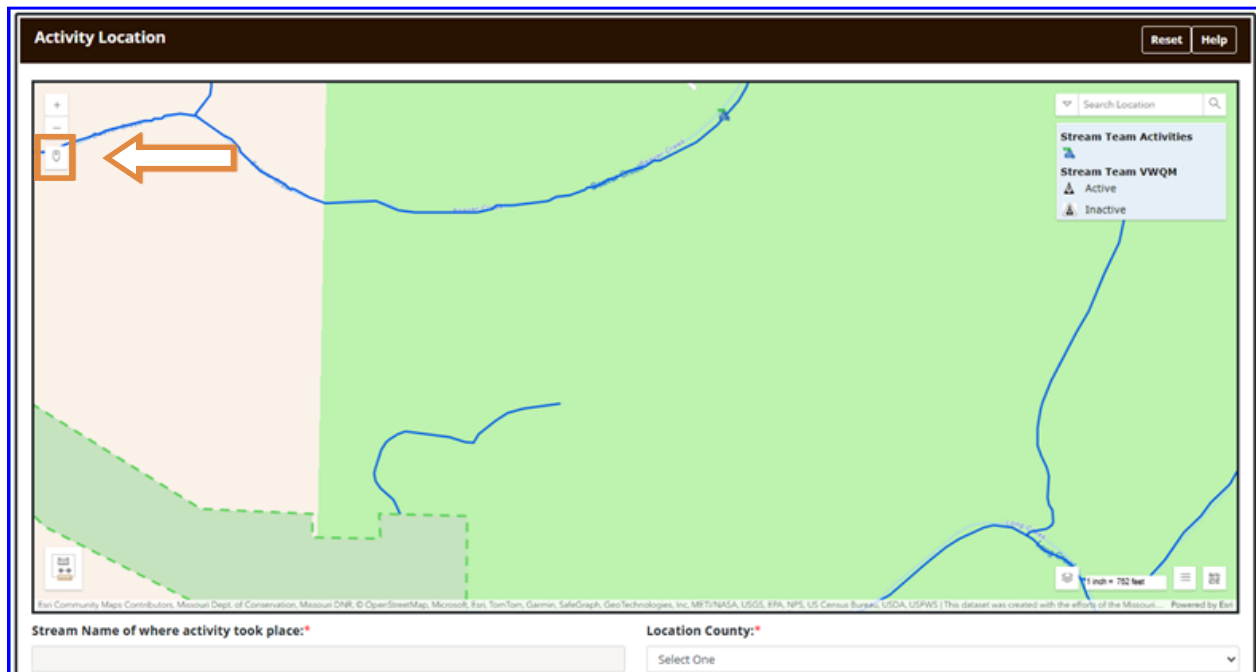 Activity Location
Reset
Help
+
−
Search Location
Stream Team Activities
Stream Team VWQM
Active
Inactive
1 inch = 752 feet
Esri Community Maps Contributors, Missouri Dept. of Conservation, Missouri DNR, © OpenStreetMap, Microsoft, Esri, TomTom, Garmin, SafeGraph, GeoTechnologies, Inc, METI/NASA, USGS, EPA, NPS, US Census Bureau, USDA, USFWS | This dataset was created with the efforts of the Missouri... Powered by Esri
Stream Name of where activity took place:*
Location County:*
Select One